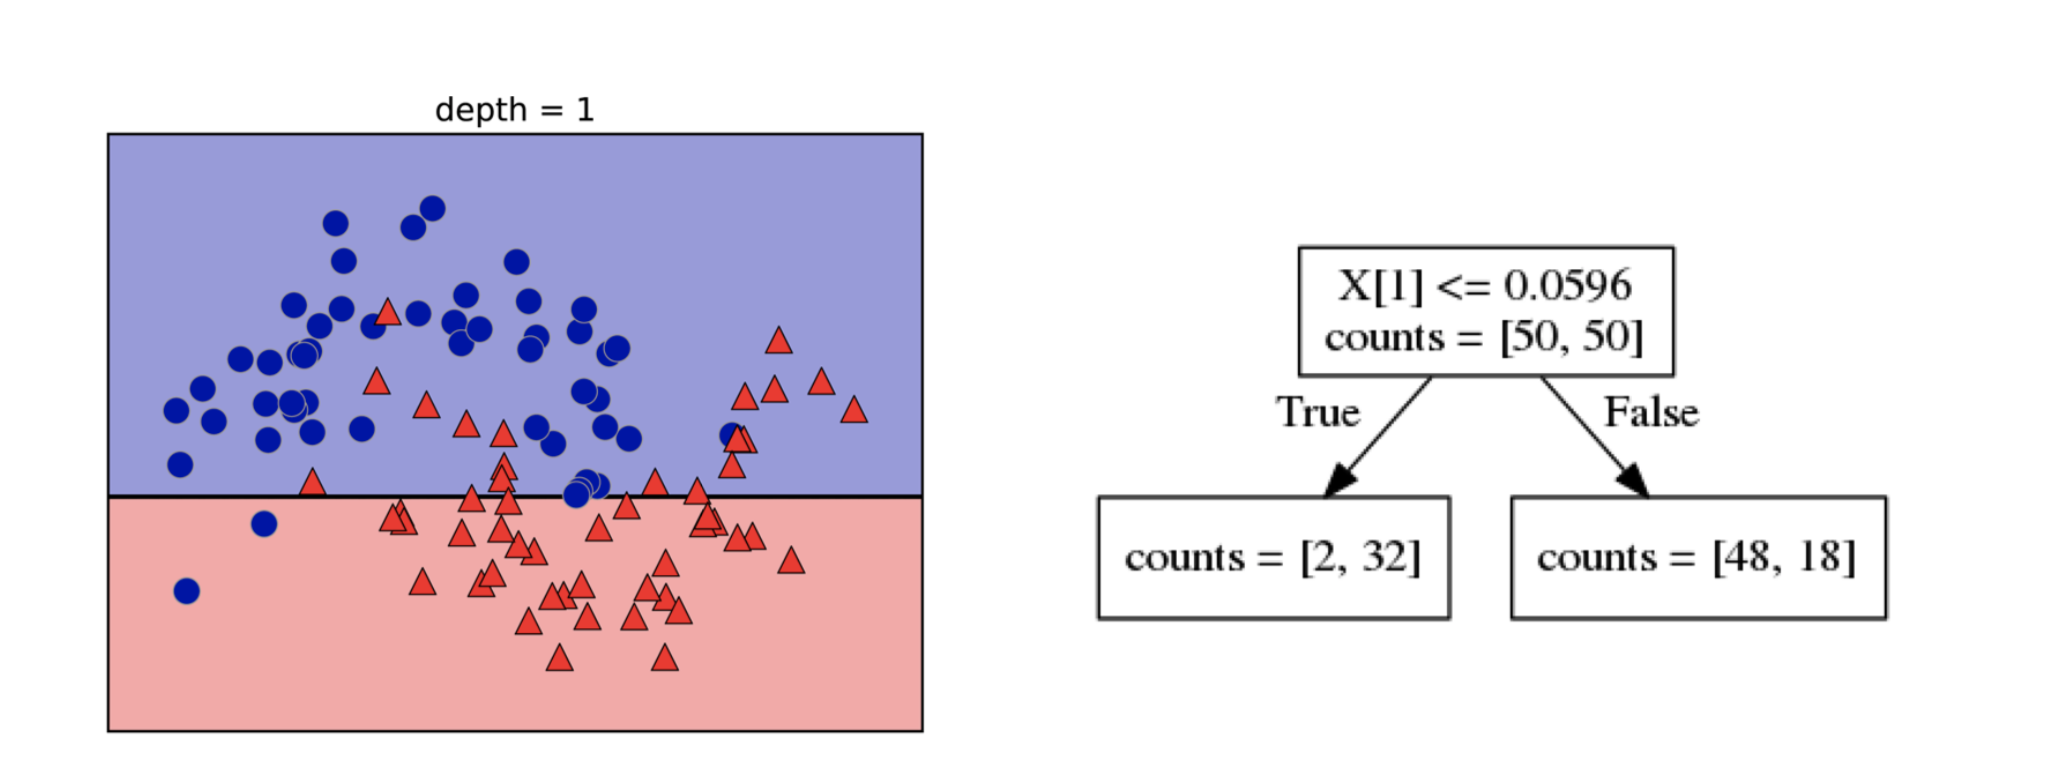 depth = 1
X[1] <= 0.0596
counts = [50, 50]
True
False
counts = [2, 32]
counts = [48, 18]